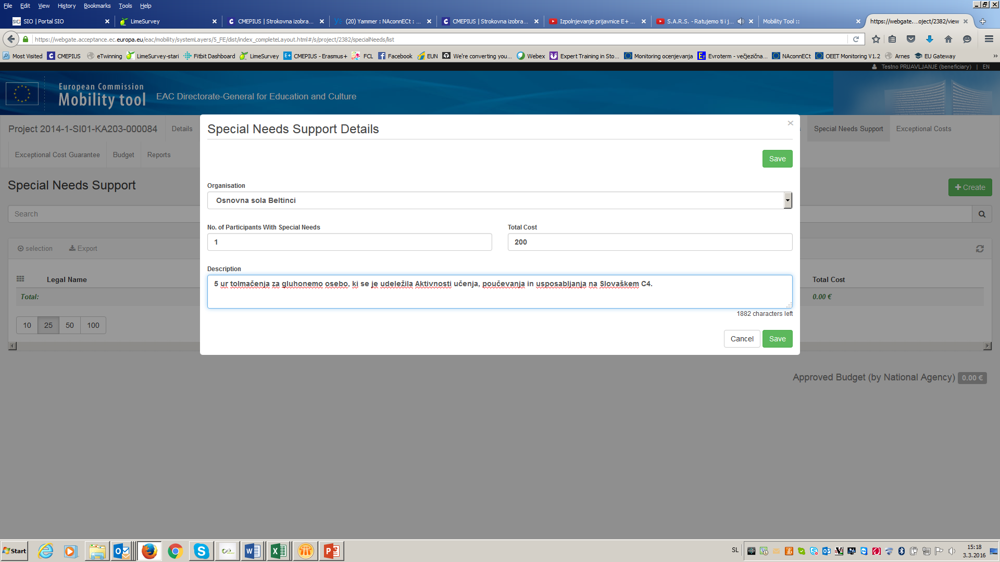 File Edit View History Bookmarks Tools Help
SIO | Portal SIO LimeSurvey CMEPIUS | Strokovna izobra... (20) Yammer : NAconnECt : ... CMEPIUS | Strokovna izobra... Izpolnjevanje prijavnice E+ ... S.A.R.S. - Ratujemo ti i j... Mobility Tool :: https://webgate....oject/2382/view
https://webgate.acceptance.ec.europa.eu/eac/mobility/systemLayers/5_FE/dist/index_completeLayout.html#/s/project/2382/specialNeeds/list
Most Visited CMEPIUS eTwinning LimeSurvey-stari Fitbit Dashboard LimeSurvey CMEPIUS - Erasmus+ FCL Facebook EUN We're converting you... Webex Expert Training in Sto... Monitoring ocenjevanja Evroterm - večjezična... NAconnECt OEET Monitoring V1.2 Arnes EU Gateway »
Testno PRIJAVLJANJE (beneficiary) | EN
European Commission
Mobility tool EAC Directorate-General for Education and Culture
Project 2014-1-SI01-KA203-000084 Details Special Needs Support Exceptional Costs
Exceptional Cost Guarantee Budget Reports
Special Needs Support Details ×
Save
Special Needs Support + Create
Organisation
Osnovna sola Beltinci
Search
No. of Participants With Special Needs Total Cost
1 200
selection Export
Description
5 ur tolmačenja za gluhonemo osebo, ki se je udeležila Aktivnosti učenja, poučevanja in usposabljanja na Slovaškem C4.
Legal Name Total Cost
Total: 0.00 €
1882 characters left
10 25 50 100
Cancel Save
Approved Budget (by National Agency) 0.00 €
Start SL 15:18
3.3.2016